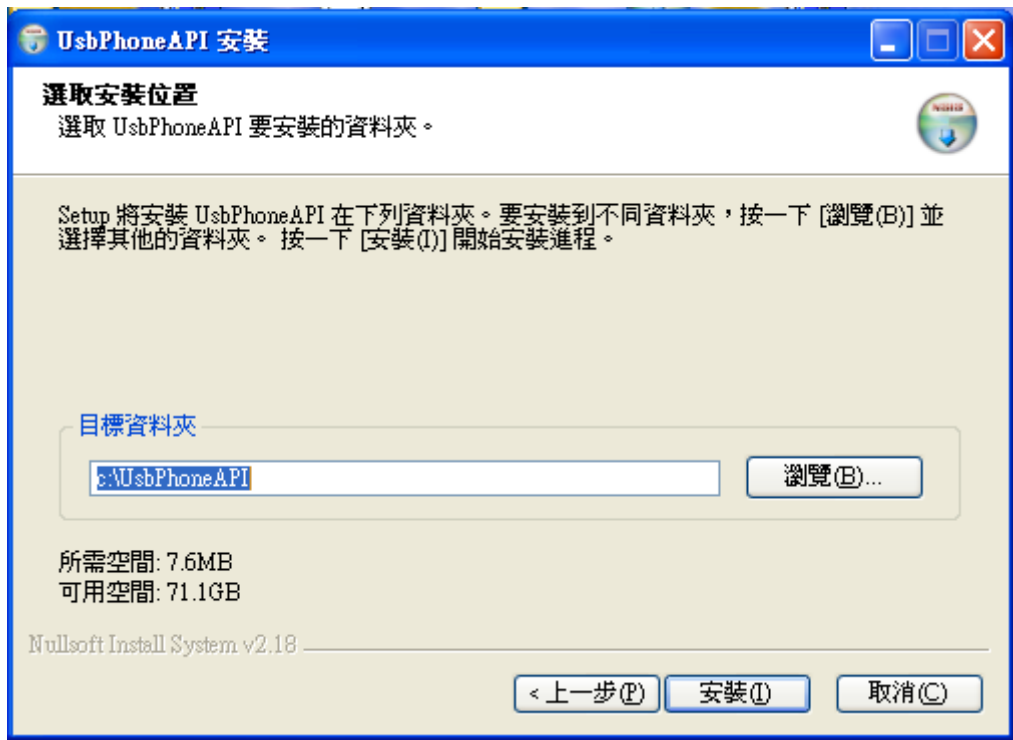 UsbPhoneAPI 安裝
選取安裝位置
選取 UsbPhoneAPI 要安裝的資料夾。
Setup 將安裝 UsbPhoneAPI 在下列資料夾。要安裝到不同資料夾，按一下 [瀏覽(B)] 並
選擇其他的資料夾。 按一下 [安裝(I)] 開始安裝進程。
目標資料夾
c:\UsbPhoneAPI
瀏覽(B)...
所需空間: 7.6MB
可用空間: 71.1GB
Nullsoft Install System v2.18
< 上一步(P)
安裝(I)
取消(C)